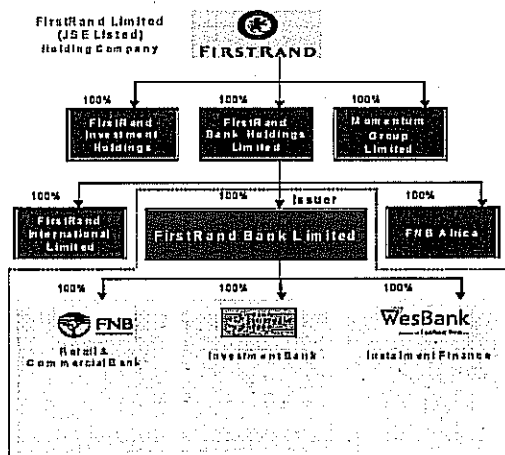 FirstRand Limited
(JSE Listed)
Holding Company
FIRSTRAND
100%
100%
100%
FirstRand
Investment
Holdings
FirstRand
Bank Holdings
Limited
Momentum
Group
Limited
100%
100%
Issuer
100%
FirstRand
International
Limited
FirstRand Bank Limited
FNB Africa
100%
100%
100%
FNB
WesBank
Retail &
Commercial Bank
Investment Bank
Instalment Finance